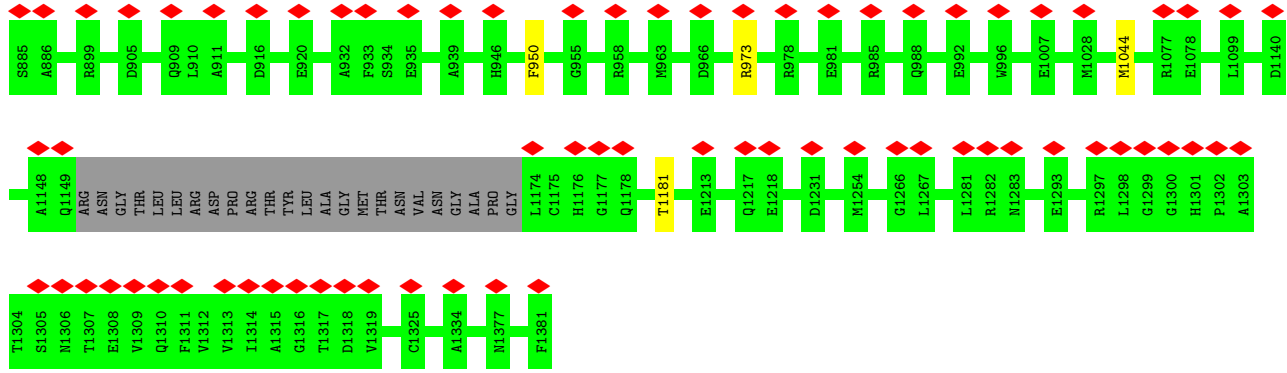 S885 A886 R899 D905 Q909 L910 A911 D916 E920 A932 F933 S934 E935 A939 H946 F950 G955 R958 M963 D966 R973 R978 E981 R985 Q988 E992 W996 E1007 M1028 M1044 R1077 E1078 L1099 D1140
A1148 Q1149 ARG ASN GLY THR LEU LEU ARG ASP PRO ARG THR TYR LEU ALA GLY MET THR ASN VAL ASN GLY ALA PRO GLY L1174 C1175 H1176 G1177 Q1178 T1181 E1213 Q1217 E1218 D1231 M1254 G1266 L1267 L1281 R1282 N1283 E1293 R1297 L1298 G1299 G1300 H1301 P1302 A1303
T1304 S1305 N1306 T1307 E1308 V1309 Q1310 F1311 V1312 V1313 I1314 A1315 G1316 T1317 D1318 V1319 C1325 A1334 N1377 F1381